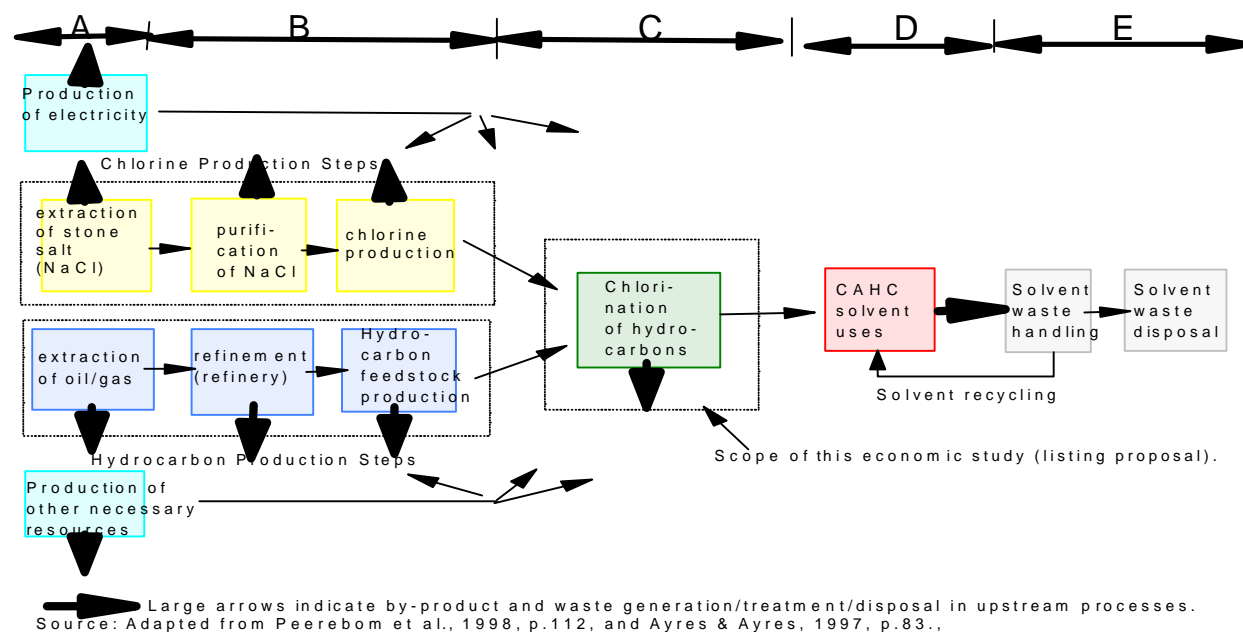 A B C D E
Production
of electricity
Chlorine Production Steps
extraction
of stone
salt
(NaCl)
purifi-
cation
of NaCl
chlorine
production
Chlori-
nation
of hydro-
carbons
CAHC
solvent
uses
Solvent
waste
handling
Solvent
waste
disposal
Solvent recycling
extraction
of oil/gas
refinement
(refinery)
Hydro-
carbon
feedstock
production
Scope of this economic study (listing proposal).
Hydrocarbon Production Steps
Production of
other necessary
resources
Large arrows indicate by-product and waste generation/treatment/disposal in upstream processes.
Source: Adapted from Peerebom et al., 1998, p.112, and Ayres & Ayres, 1997, p.83.,